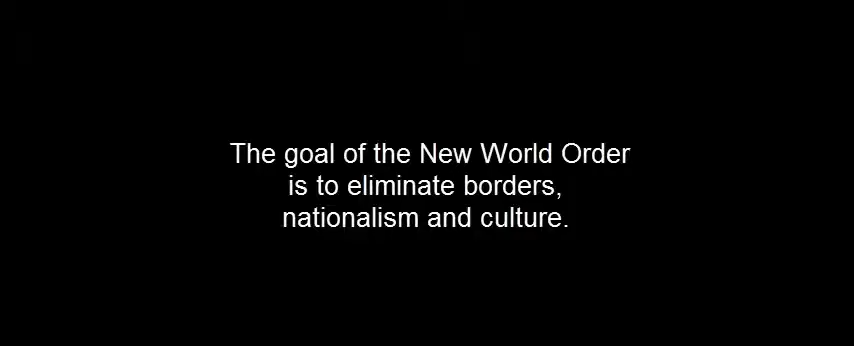 The goal of the New World Order
is to eliminate borders,
nationalism and culture.